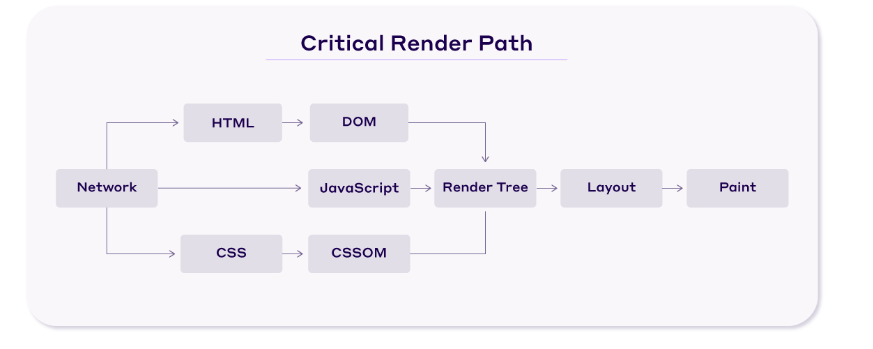 Critical Render Path
HTML
DOM
Network
JavaScript
Render Tree
Layout
Paint
CSS
CSSOM